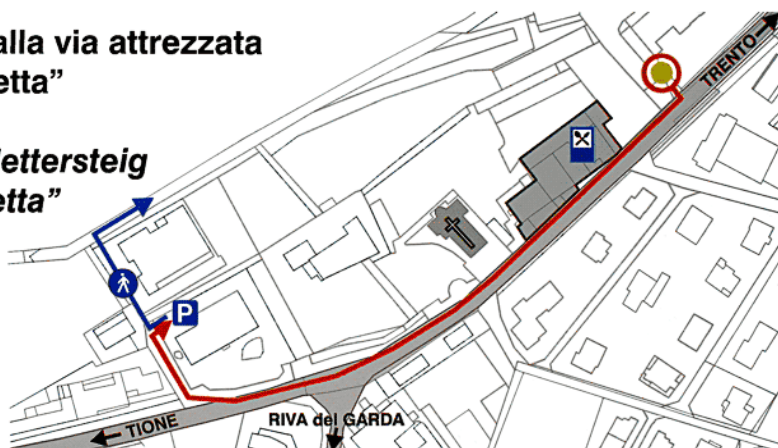 alla via attrezzata
etta”
lettersteig
etta”
TRENTO
P
TIONE
RIVA del GARDA